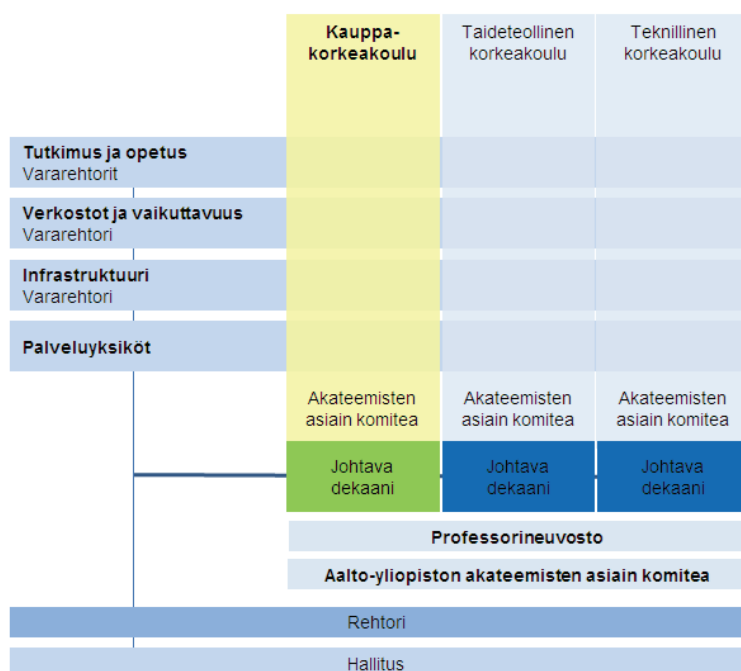 Kauppa-
korkeakoulu
Taideteollinen
korkeakoulu
Teknillinen
korkeakoulu
Tutkimus ja opetus
Vararehtorit
Verkostot ja vaikuttavuus
Vararehtori
Infrastruktuuri
Vararehtori
Palveluyksiköt
Akateemisten
asiain komitea
Akateemisten
asiain komitea
Akateemisten
asiain komitea
Johtava
dekaani
Johtava
dekaani
Johtava
dekaani
Professorineuvosto
Aalto-yliopiston akateemisten asiain komitea
Rehtori
Hallitus